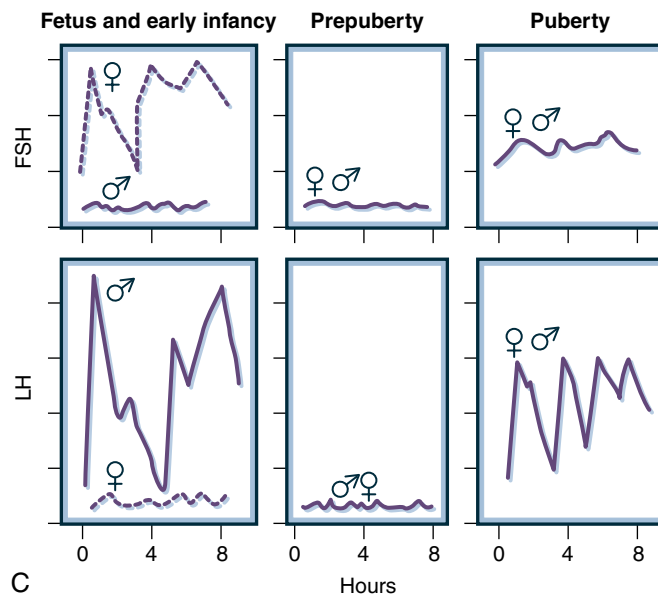 Fetus and early infancy Prepuberty Puberty
FSH
♀
♂
♀ ♂
♀ ♂
LH
♂
♀
♂♀
♀ ♂
0 4 8 0 4 8 0 4 8
C
Hours